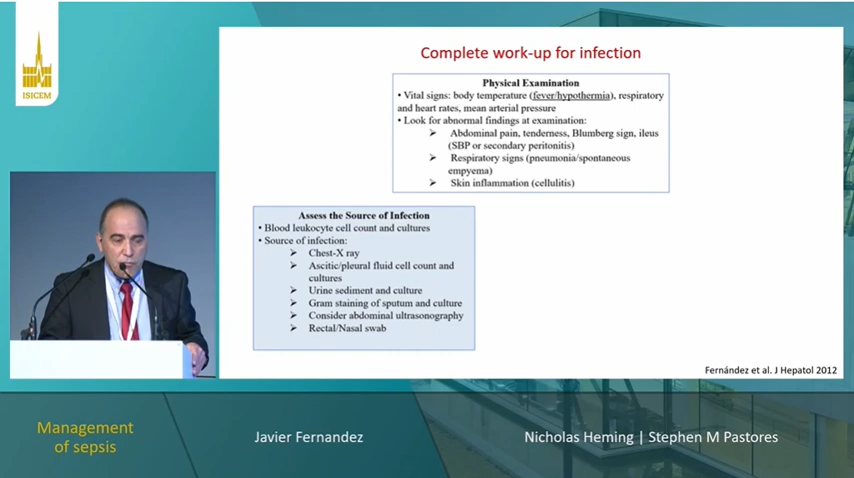 ISICEM
Complete work-up for infection
Physical Examination
• Vital signs: body temperature (fever/hypothermia), respiratory
and heart rates, mean arterial pressure
• Look for abnormal findings at examination:
➢ Abdominal pain, tenderness, Blumberg sign, ileus
(SBP or secondary peritonitis)
➢ Respiratory signs (pneumonia/spontaneous
empyema)
➢ Skin inflammation (cellulitis)
Assess the Source of Infection
• Blood leukocyte cell count and cultures
• Source of infection:
➢ Chest-X ray
➢ Ascitic/pleural fluid cell count and
cultures
➢ Urine sediment and culture
➢ Gram staining of sputum and culture
➢ Consider abdominal ultrasonography
➢ Rectal/Nasal swab
Fernández et al. J Hepatol 2012
Management
of sepsis
Javier Fernandez
Nicholas Heming | Stephen M Pastores